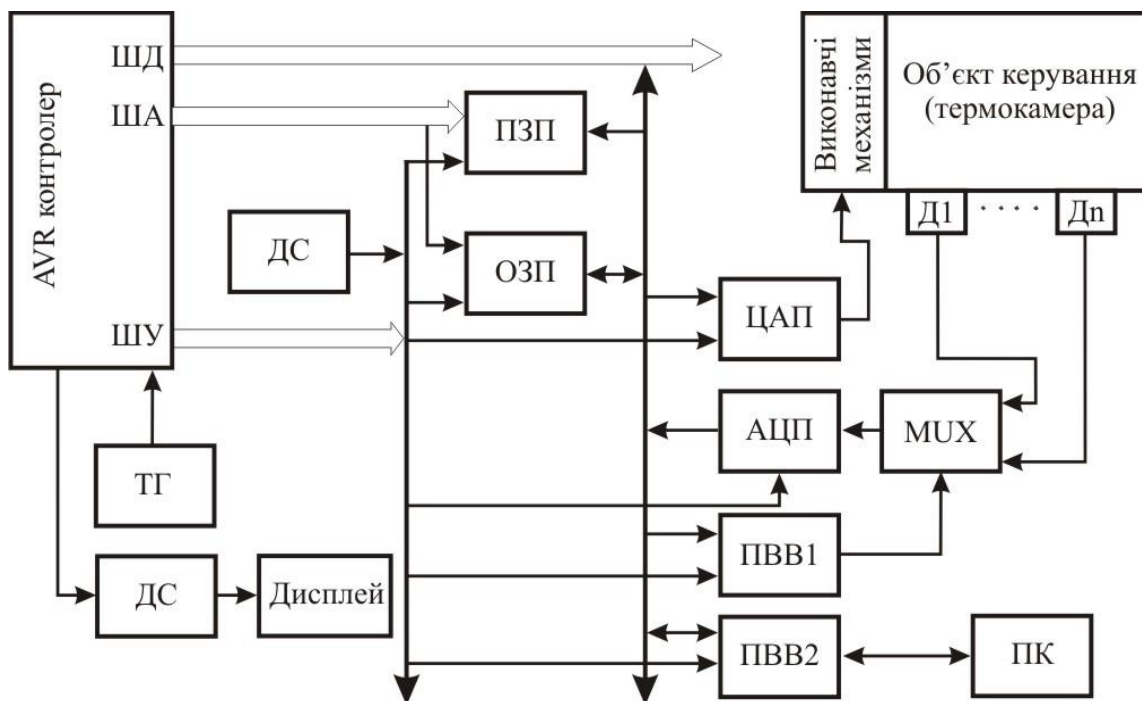 AVR контролер
ШД
ША
ШУ
ПЗП
ДС
ОЗП
Виконавчі
механізми
Об’єкт керування
(термокамера)
Д1
. . . .
Дn
ЦАП
АЦП
MUX
ТГ
ПВВ1
ДС
Дисплей
ПВВ2
ПК